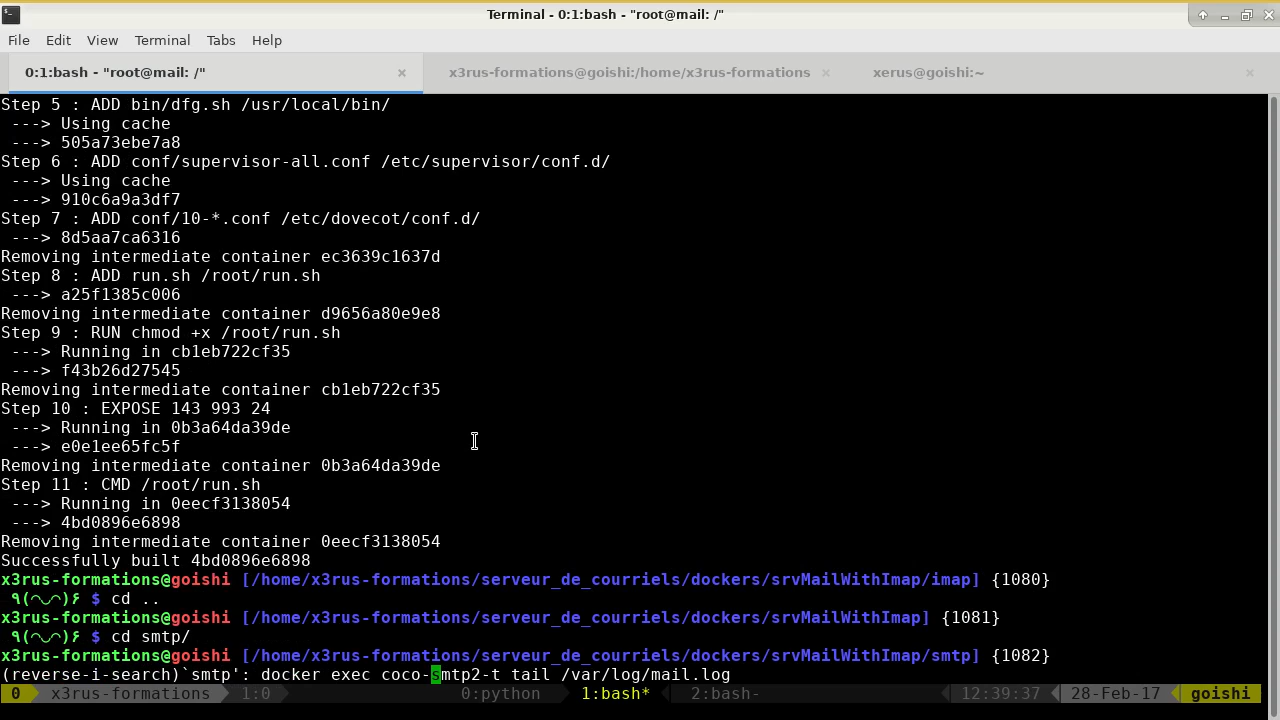 Terminal - 0:1:bash - "root@mail: /"
File Edit View Terminal Tabs Help
0:1:bash - "root@mail: /" x3rus-formations@goishi:/home/x3rus-formations xerus@goishi:~
Step 5 : ADD bin/dfg.sh /usr/local/bin/
 ---> Using cache
 ---> 505a73ebe7a8
Step 6 : ADD conf/supervisor-all.conf /etc/supervisor/conf.d/
 ---> Using cache
 ---> 910c6a9a3df7
Step 7 : ADD conf/10-*.conf /etc/dovecot/conf.d/
 ---> 8d5aa7ca6316
Removing intermediate container ec3639c1637d
Step 8 : ADD run.sh /root/run.sh
 ---> a25f1385c006
Removing intermediate container d9656a80e9e8
Step 9 : RUN chmod +x /root/run.sh
 ---> Running in cb1eb722cf35
 ---> f43b26d27545
Removing intermediate container cb1eb722cf35
Step 10 : EXPOSE 143 993 24
 ---> Running in 0b3a64da39de
 ---> e0e1ee65fc5f
Removing intermediate container 0b3a64da39de
Step 11 : CMD /root/run.sh
 ---> Running in 0eecf3138054
 ---> 4bd0896e6898
Removing intermediate container 0eecf3138054
Successfully built 4bd0896e6898
x3rus-formations@goishi [/home/x3rus-formations/serveur_de_courriels/dockers/srvMailWithImap/imap] {1080}
 ٩(◠◡◠)۶ $ cd ..
x3rus-formations@goishi [/home/x3rus-formations/serveur_de_courriels/dockers/srvMailWithImap] {1081}
 ٩(◠◡◠)۶ $ cd smtp/
x3rus-formations@goishi [/home/x3rus-formations/serveur_de_courriels/dockers/srvMailWithImap/smtp] {1082}
(reverse-i-search)`smtp': docker exec coco-smtp2-t tail /var/log/mail.log
0 x3rus-formations 1:0 0:python 1:bash* 2:bash- 12:39:37 28-Feb-17 goishi